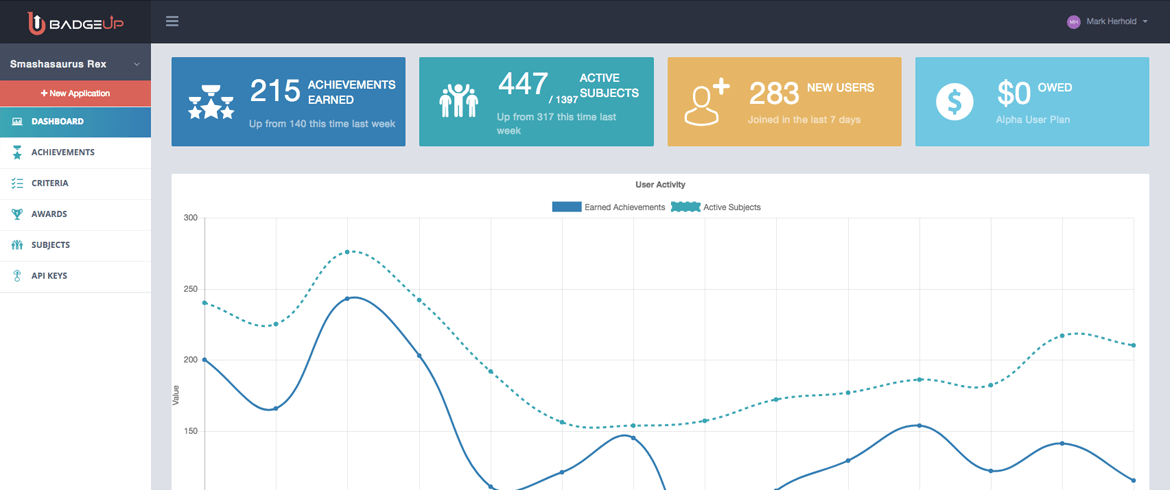 BADGEUP
MH
Mark Herhold
Smashasaurus Rex
New Application
DASHBOARD
ACHIEVEMENTS
CRITERIA
AWARDS
SUBJECTS
API KEYS
215 ACHIEVEMENTS
EARNED
Up from 140 this time last week
447 / 1397 ACTIVE
SUBJECTS
Up from 317 this time last
week
283 NEW USERS
Joined in the last 7 days
$
$0 OWED
Alpha User Plan
User Activity
Earned Achievements Active Subjects
300
250
200
150
Value